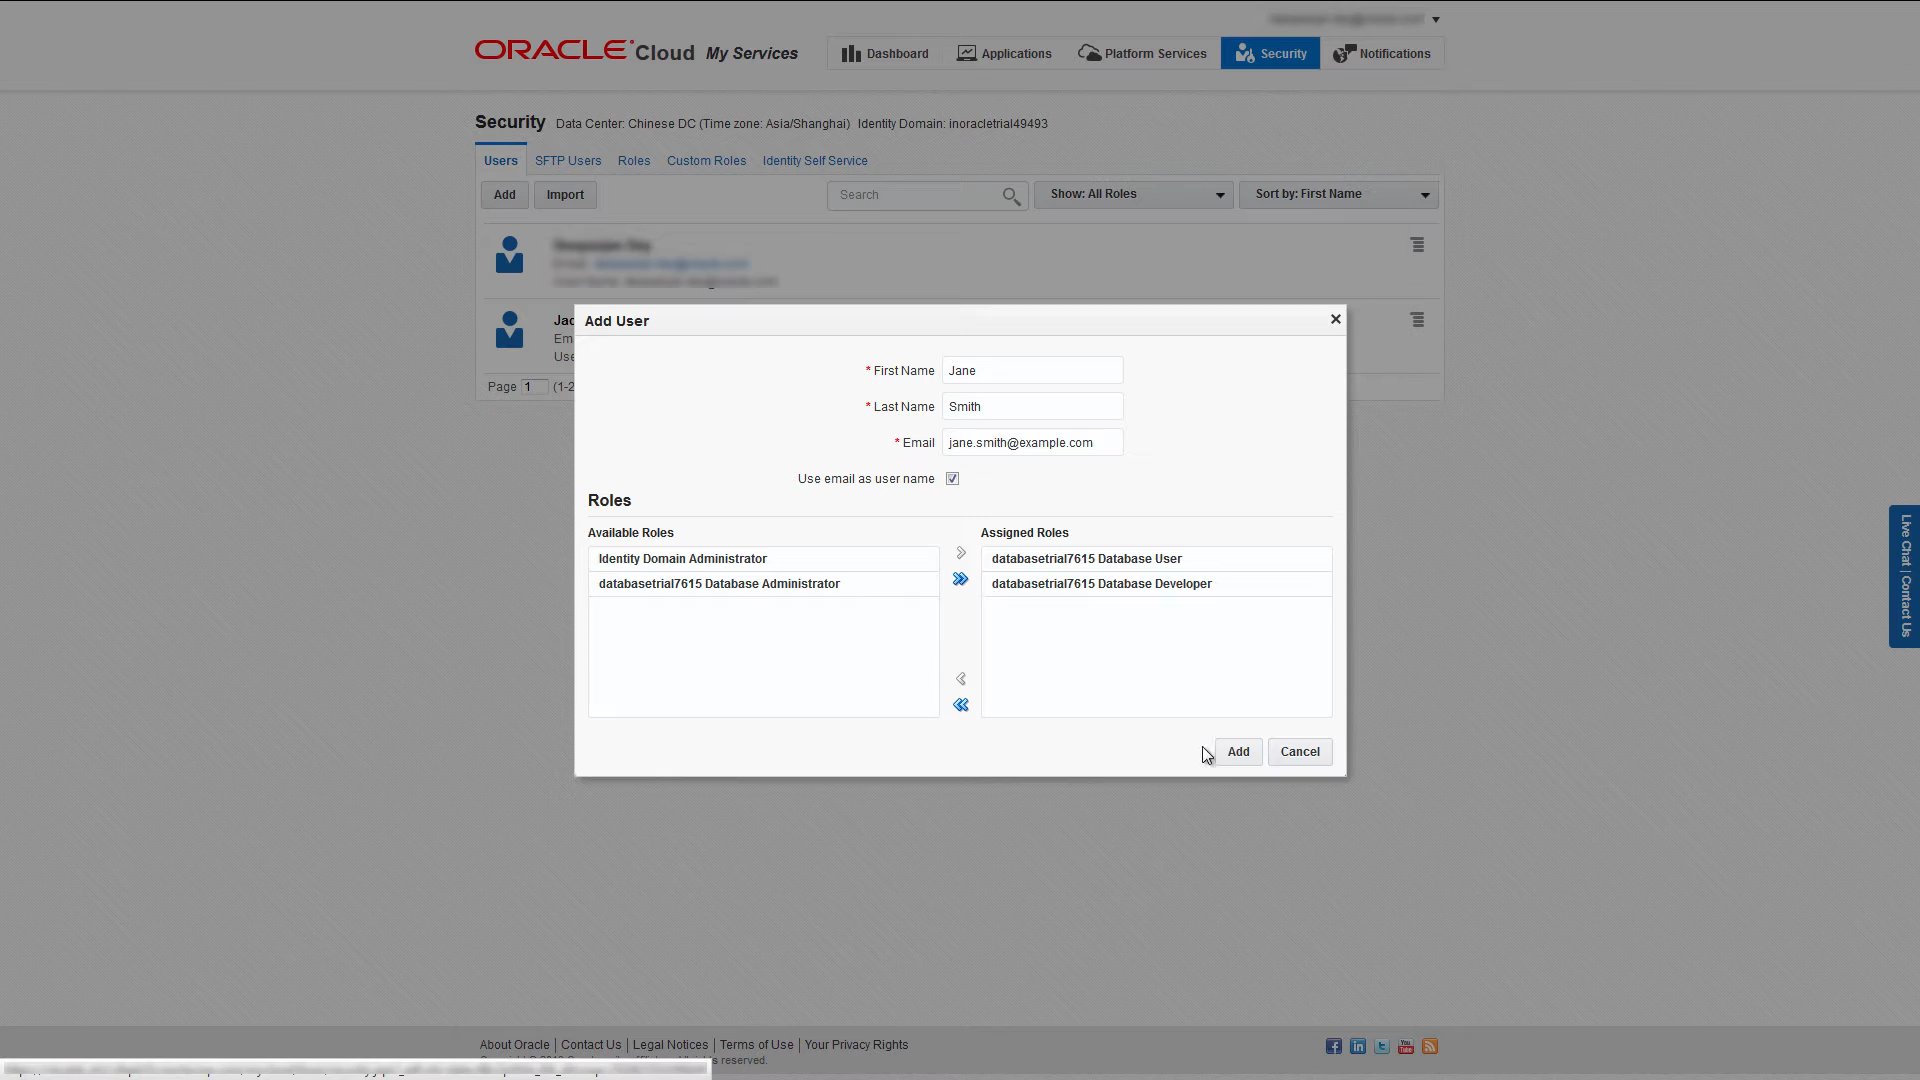 ORACLE Cloud My Services
Dashboard
Applications
Platform Services
Security
Notifications
Security Data Center: Chinese DC (Time zone: Asia/Shanghai) Identity Domain: inoracletrial49493
Users SFTP Users Roles Custom Roles Identity Self Service
Add Import Search Show: All Roles Sort by: First Name
Jac
Em
Use
Page 1 (1-2
Add User
* First Name Jane
* Last Name Smith
* Email jane.smith@example.com
Use email as user name
Roles
Available Roles
Identity Domain Administrator
databasetrial7615 Database Administrator
Assigned Roles
databasetrial7615 Database User
databasetrial7615 Database Developer
Add Cancel
Live Chat | Contact Us
About Oracle | Contact Us | Legal Notices | Terms of Use | Your Privacy Rights
reserved.